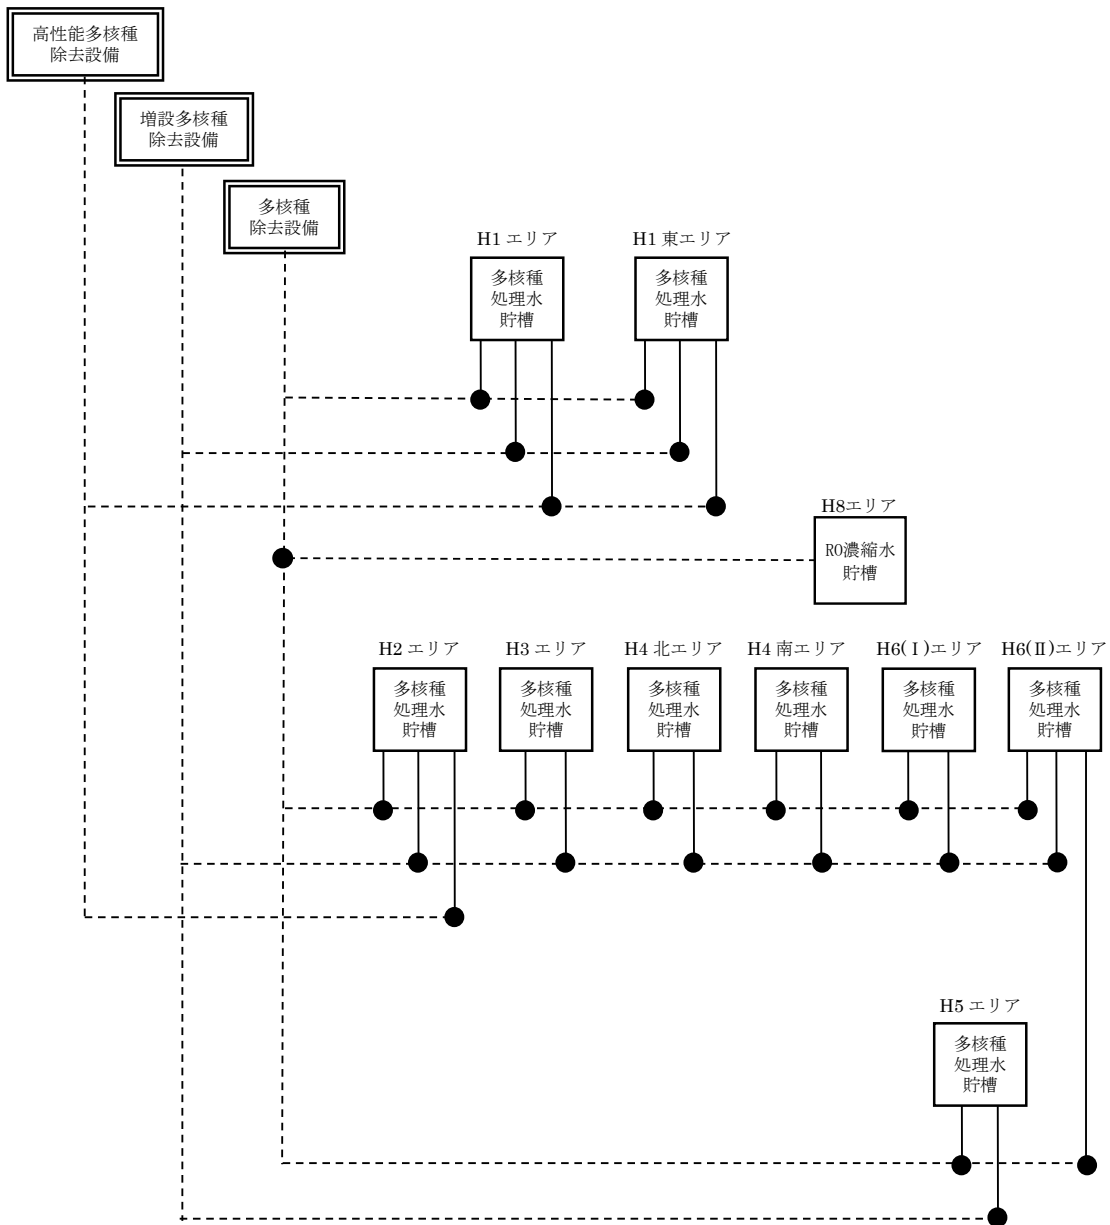 高性能多核種
除去設備
増設多核種
除去設備
多核種
除去設備
H1 エリア
多核種
処理水
貯槽
H1 東エリア
多核種
処理水
貯槽
H8エリア
RO濃縮水
貯槽
H2 エリア
多核種
処理水
貯槽
H3 エリア
多核種
処理水
貯槽
H4 北エリア
多核種
処理水
貯槽
H4 南エリア
多核種
処理水
貯槽
H6(Ⅰ)エリア
多核種
処理水
貯槽
H6(Ⅱ)エリア
多核種
処理水
貯槽
H5 エリア
多核種
処理水
貯槽